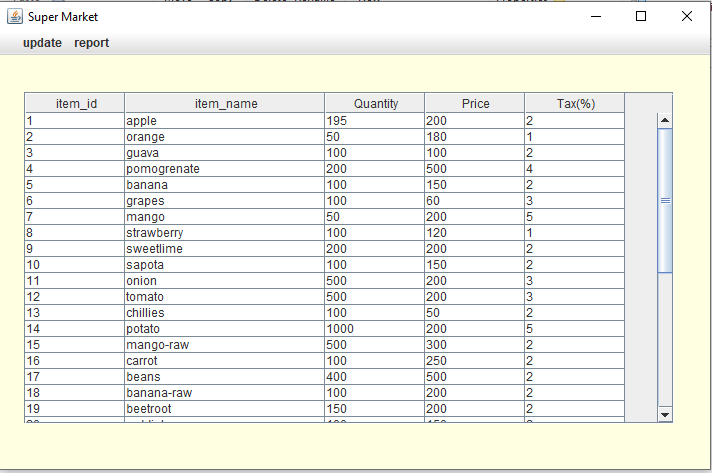 Super Market
update report
item_id item_name Quantity Price Tax(%)
1 apple 195 200 2
2 orange 50 180 1
3 guava 100 100 2
4 pomogrenate 200 500 4
5 banana 100 150 2
6 grapes 100 60 3
7 mango 50 200 5
8 strawberry 100 120 1
9 sweetlime 200 200 2
10 sapota 100 150 2
11 onion 500 200 3
12 tomato 500 200 3
13 chillies 100 50 2
14 potato 1000 200 5
15 mango-raw 500 300 2
16 carrot 100 250 2
17 beans 400 500 2
18 banana-raw 100 200 2
19 beetroot 150 200 2